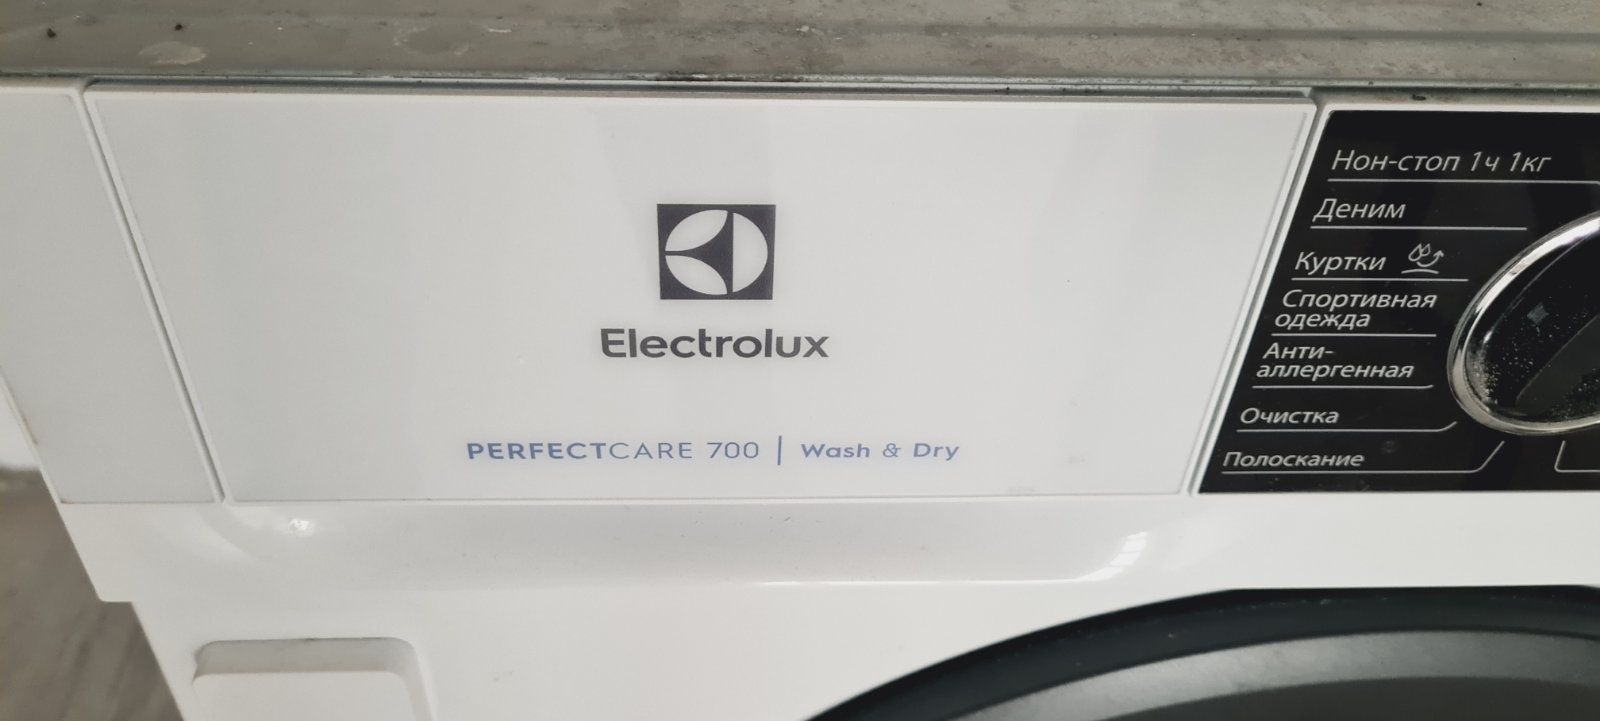 Electrolux
PERFECTCARE 700 | Wash & Dry
Нон-стоп 1ч 1кг
Деним
Куртки
Спортивная
одежда
Анти-
аллергенная
Очистка
Полоскание